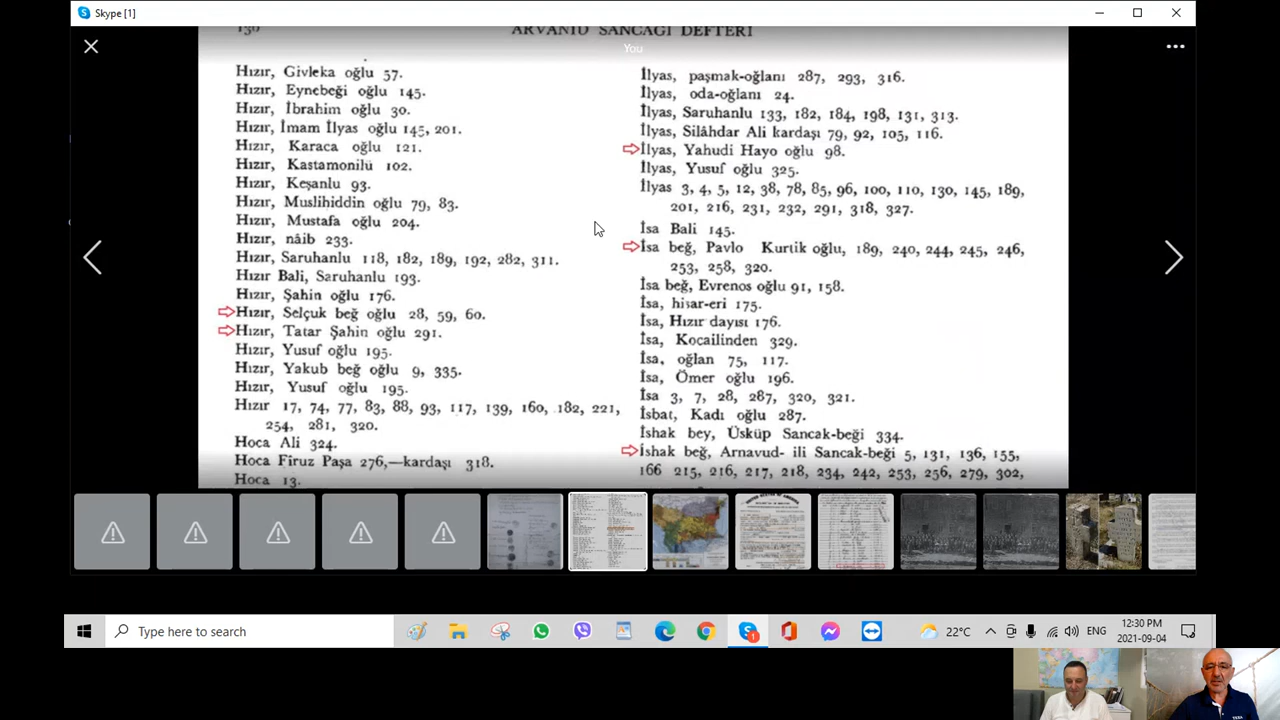 Skype [1]
130
ARVANİD SANCAĞI DEFTERİ
You
Hızır, Givleka oğlu 57.
Hızır, Eynebeği oğlu 145.
Hızır, İbrahim oğlu 30.
Hızır, İmam İlyas oğlu 145, 201.
Hızır, Karaca oğlu 121.
Hızır, Kastamonilü 102.
Hızır, Keşanlu 93.
Hızır, Muslihiddin oğlu 79, 83.
Hızır, Mustafa oğlu 204.
Hızır, nâib 233.
Hızır, Saruhanlu 118, 182, 189, 192, 282, 311.
Hızır Bali, Saruhanlu 193.
Hızır, Şahin oğlu 176.
Hızır, Selçuk beğ oğlu 28, 59, 60.
Hızır, Tatar Şahin oğlu 291.
Hızır, Yusuf oğlu 195.
Hızır, Yakub beğ oğlu 9, 335.
Hızır, Yusuf oğlu 195.
Hızır 17, 74, 77, 83, 88, 93, 117, 139, 160, 182, 221,
254, 281, 320.
Hoca Ali 324.
Hoca Firuz Paşa 276,—kardaşı 318.
Hoca 13.
İlyas, paşmak-oğlanı 287, 293, 316.
İlyas, oda-oğlanı 24.
İlyas, Saruhanlu 133, 182, 184, 198, 131, 313.
İlyas, Silâhdar Ali kardaşı 79, 92, 105, 116.
İlyas, Yahudi Hayo oğlu 98.
İlyas, Yusuf oğlu 325.
İlyas 3, 4, 5, 12, 38, 78, 85, 96, 100, 110, 130, 145, 189,
201, 216, 231, 232, 291, 318, 327.
İsa Bali 145.
İsa beğ, Pavlo Kurtik oğlu, 189, 240, 244, 245, 246,
253, 258, 320.
İsa beğ, Evrenos oğlu 91, 158.
İsa, hisar-eri 175.
İsa, Hızır dayısı 176.
İsa, Kocailinden 329.
İsa, oğlan 75, 117.
İsa, Ömer oğlu 196.
İsa 3, 7, 28, 287, 320, 321.
İsbat, Kadı oğlu 287.
İshak bey, Üsküp Sancak-beği 334.
İshak beğ, Arnavud- ili Sancak-beği 5, 131, 136, 155,
166 215, 216, 217, 218, 234, 242, 253, 256, 279, 302,
Type here to search
22°C
ENG
12:30 PM
2021-09-04